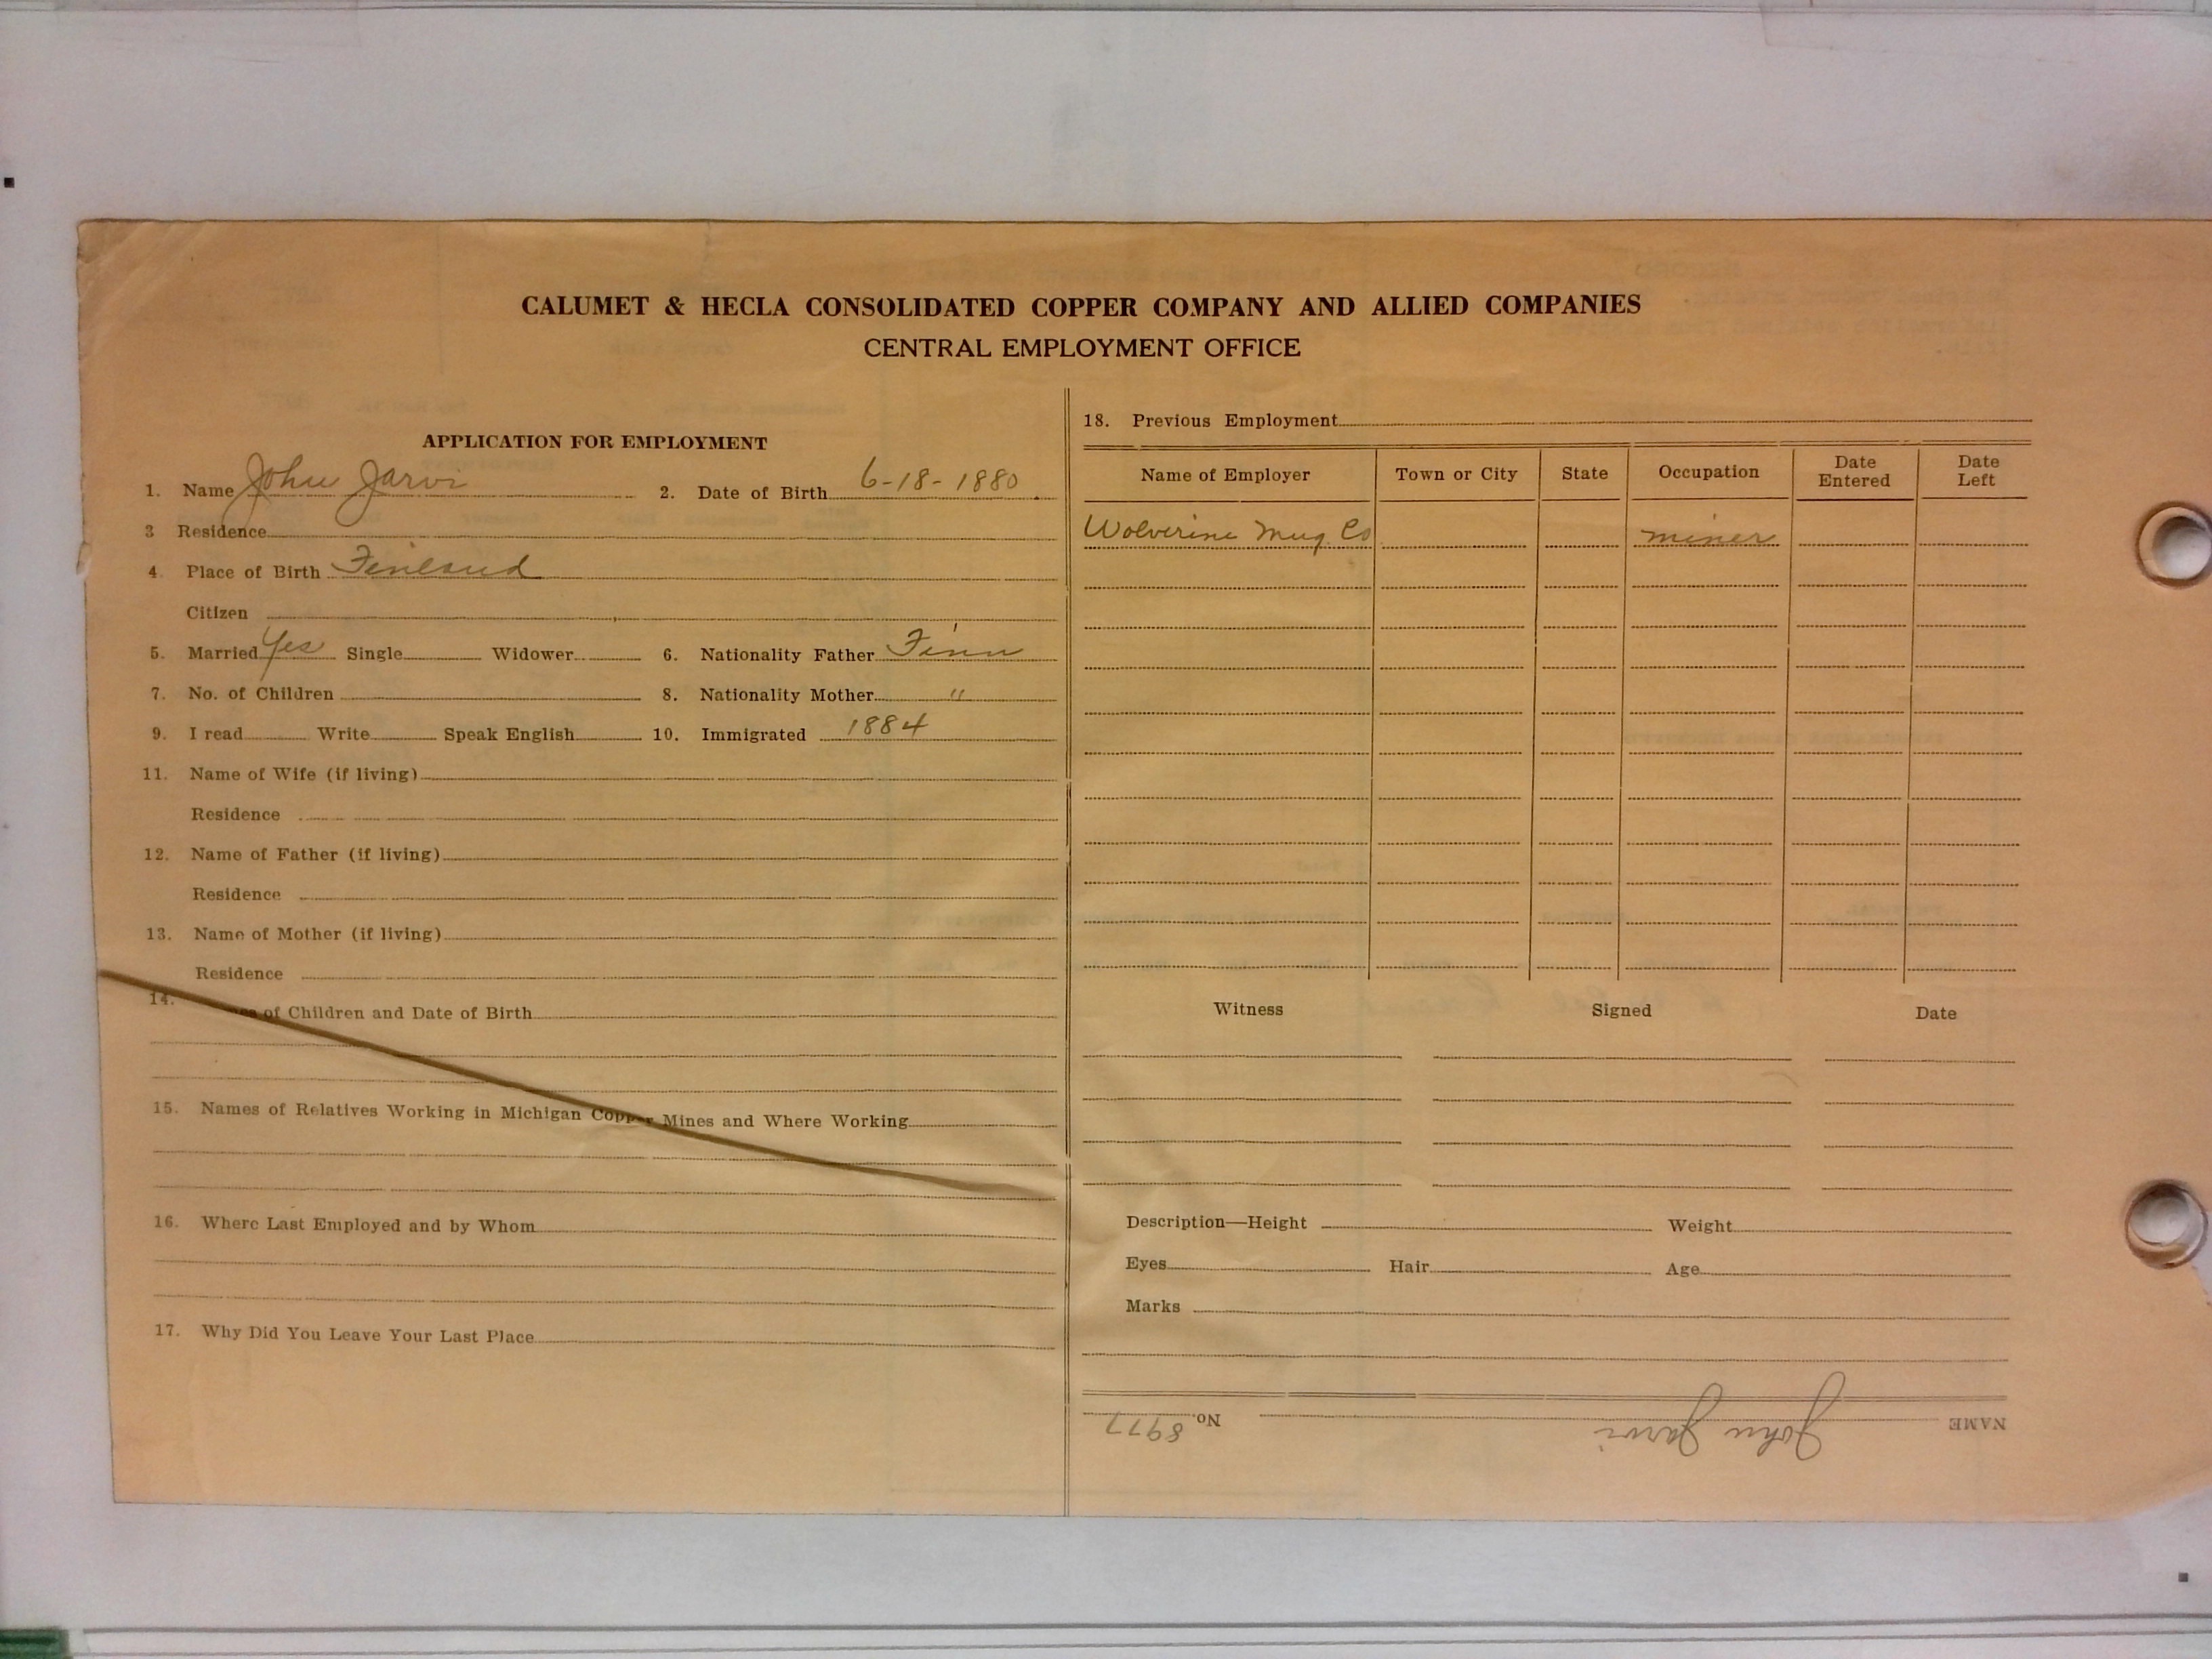 CALUMET & HECLA CONSOLIDATED COPPER COMPANY AND ALLIED COMPANIES
CENTRAL EMPLOYMENT OFFICE
APPLICATION FOR EMPLOYMENT
1. Name John Jarvi 2. Date of Birth 6-18-1880
3 Residence
4. Place of Birth Finland
Citizen
5. Married Yes Single Widower 6. Nationality Father Finn
7. No. of Children 8. Nationality Mother "
9. I read Write Speak English 10. Immigrated 1884
11. Name of Wife (if living)
Residence
12. Name of Father (if living)
Residence
13. Name of Mother (if living)
Residence
14. of Children and Date of Birth
15. Names of Relatives Working in Michigan Copper Mines and Where Working
16. Where Last Employed and by Whom
17. Why Did You Leave Your Last Place
18. Previous Employment
Name of Employer Town or City State Occupation Date Entered Date Left
Wolverine Mng. Co miner
Witness Signed Date
Description—Height Weight
Eyes Hair Age
Marks
NAME John Jarvi No. 8977